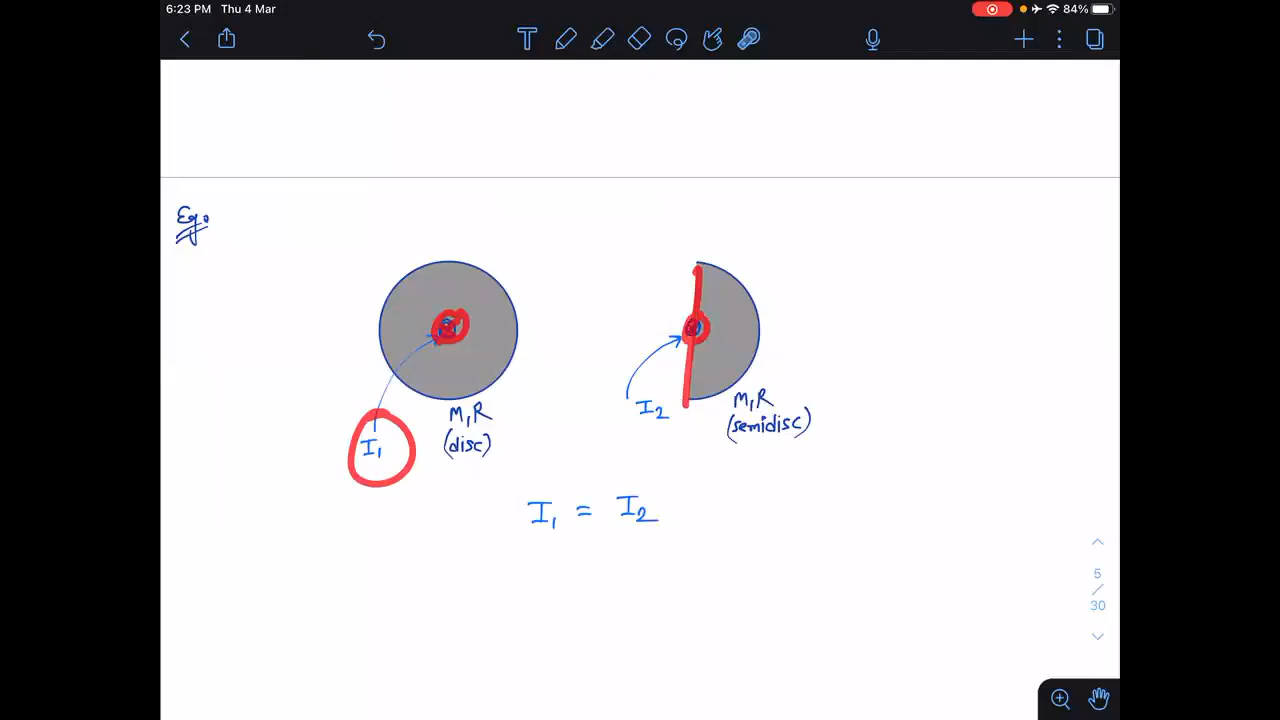 6:23 PM Thu 4 Mar
84%
T
Eg.
I₁
M, R
(disc)
I₂
M, R
(semidisc)
I₁ = I₂
5
/
30